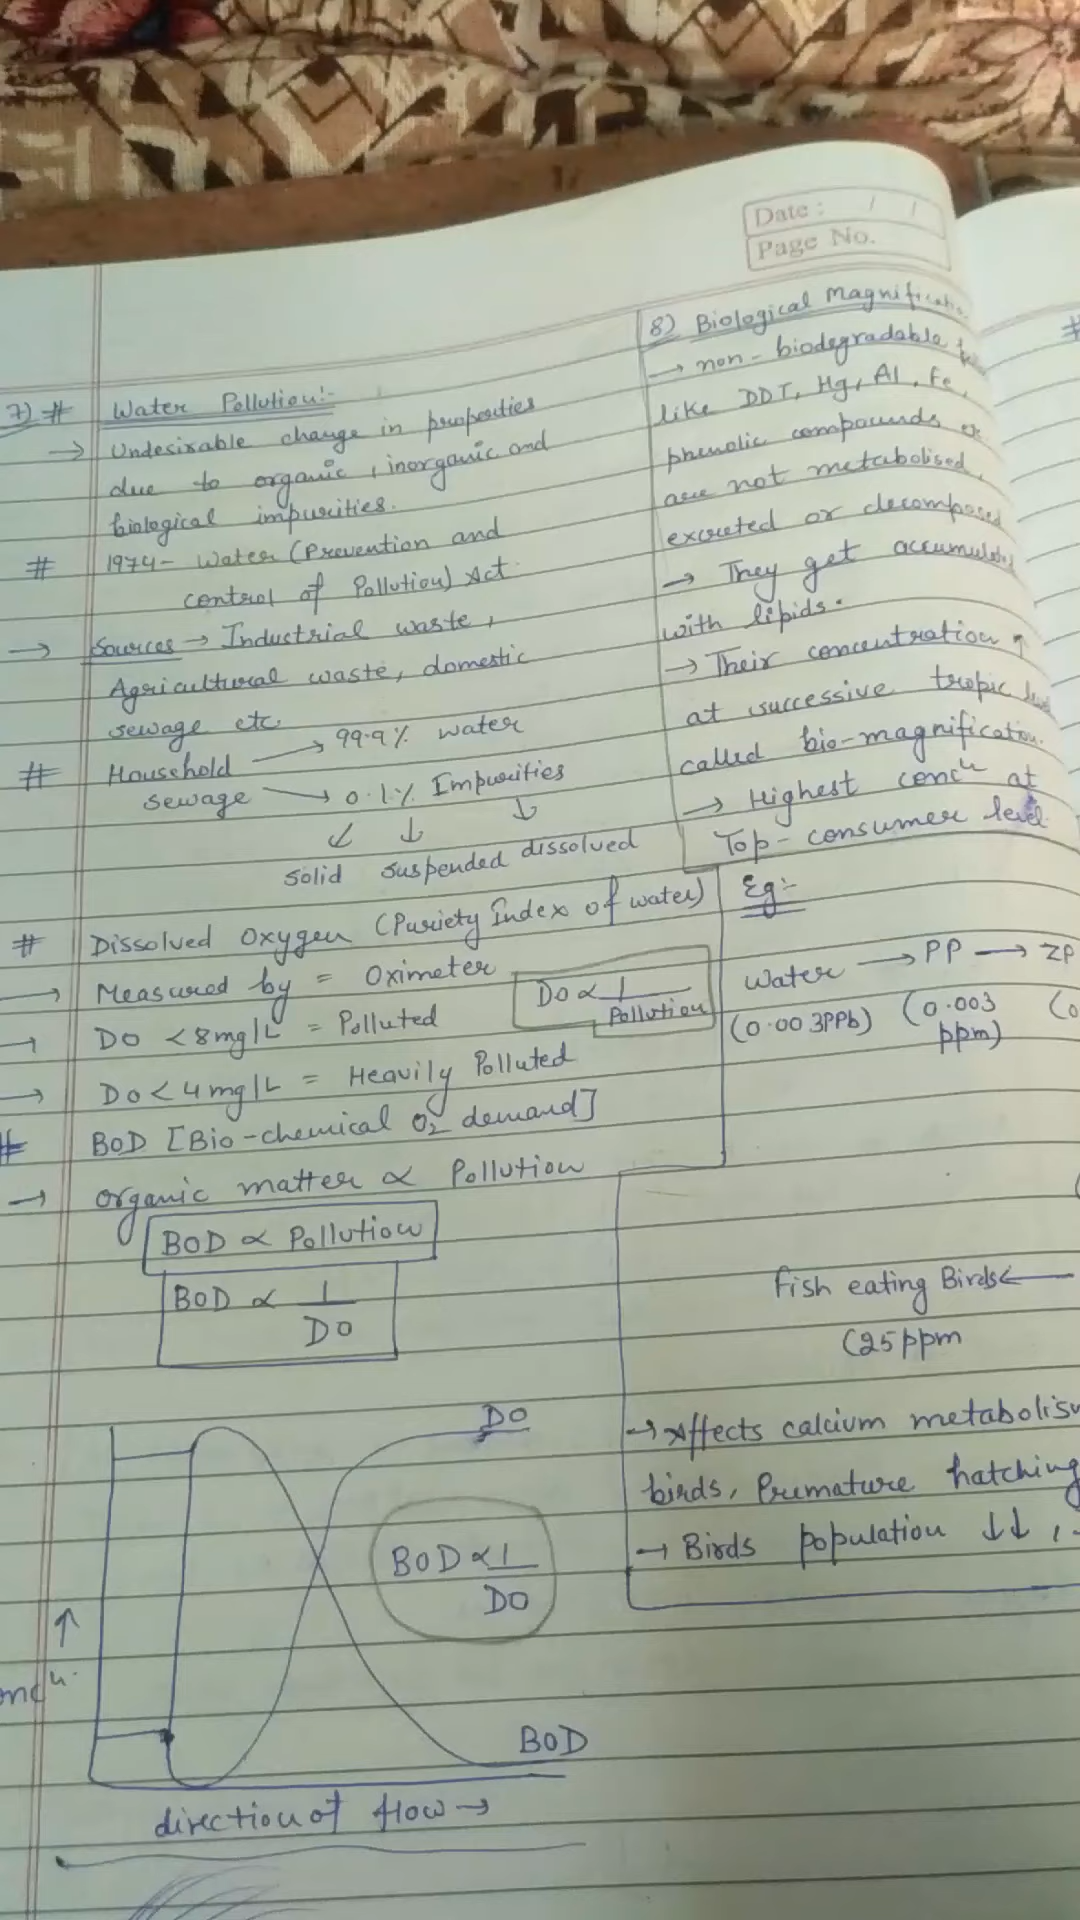 Date : / /
Page No.
7) # Water Pollution:-
→ Undesirable change in properties
due to organic, inorganic and
biological impurities.
# 1974- Water (Prevention and
control of Pollution) Act.
→ Sources → Industrial waste,
Agricultural waste, domestic
sewage etc.
# Household → 99.9% water
sewage → 0.1% Impurities
↙ ↓ ↓
solid suspended dissolved
# Dissolved Oxygen (Puriety Index of water)
→ Measured by = Oximeter
DO ∝ 1
Pollution
→ DO < 8mg/L = Polluted
→ DO < 4mg/L = Heavily Polluted
# BOD [Bio-chemical O₂ demand]
→ organic matter ∝ Pollution
BOD ∝ Pollution
BOD ∝ 1
DO
DO
BOD ∝ 1
DO
↑
BOD
direction of flow →
8) Biological
→ non-biodegradable
like DDT, Hg, Al, Fe,
phenolic compounds
are not metabolised,
excreted or decomposed
→ They get
with lipids.
→ Their concentration ↑
at successive tropic
called bio-magnification.
→ Highest concⁿ at
Top-consumer level.
Eg:-
Water → PP → ZP
(0.003PPb) (0.003
ppm)
Fish eating Birds ←
(25ppm
→ Affects calcium
birds, Premature hatching
→ Birds population ↓↓,
#